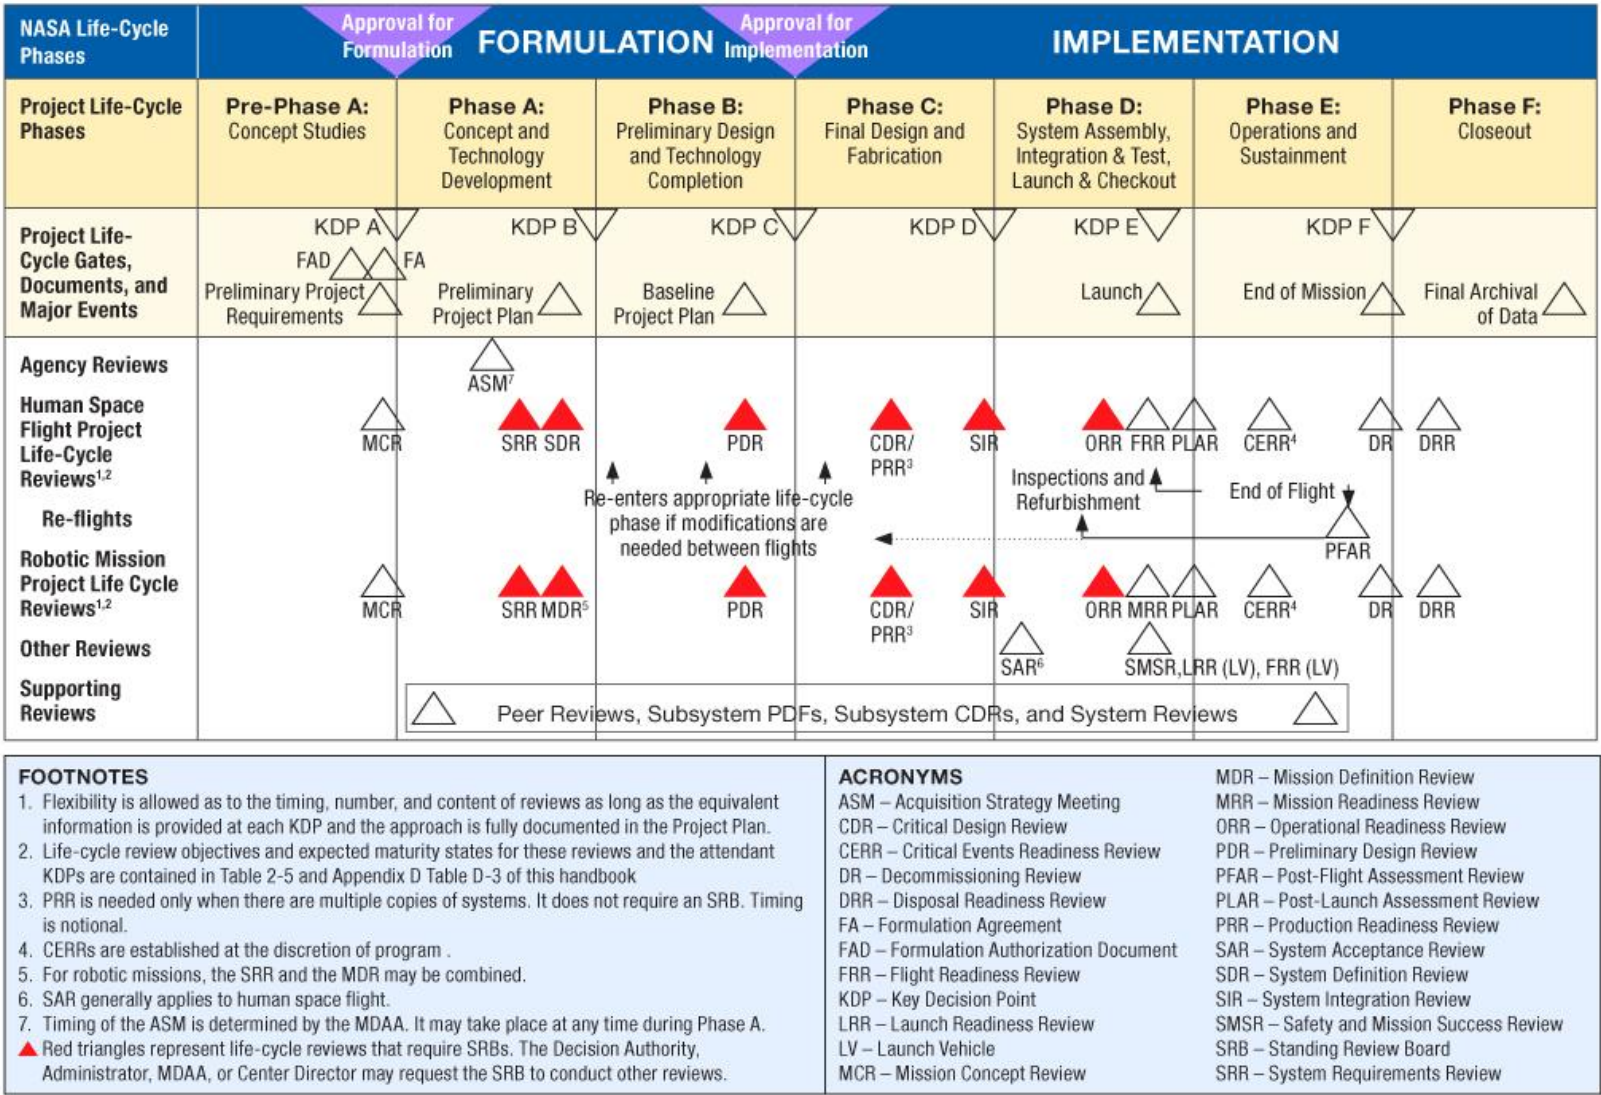 NASA Life-Cycle
Phases
Approval for
Formulation
FORMULATION
Approval for
Implementation
IMPLEMENTATION
Project Life-Cycle
Phases
Pre-Phase A:
Concept Studies
Phase A:
Concept and
Technology
Development
Phase B:
Preliminary Design
and Technology
Completion
Phase C:
Final Design and
Fabrication
Phase D:
System Assembly,
Integration & Test,
Launch & Checkout
Phase E:
Operations and
Sustainment
Phase F:
Closeout
Project Life-
Cycle Gates,
Documents, and
Major Events
KDP A
KDP B
KDP C
KDP D
KDP E
KDP F
FAD
FA
Preliminary Project
Requirements
Preliminary
Project Plan
Baseline
Project Plan
Launch
End of Mission
Final Archival
of Data
Agency Reviews
ASM7
Human Space
Flight Project
Life-Cycle
Reviews1,2
MCR
SRR SDR
PDR
CDR/
PRR3
SIR
ORR FRR PLAR
CERR4
DR
DRR
Re-flights
Re-enters appropriate life-cycle
phase if modifications are
needed between flights
Inspections and
Refurbishment
End of Flight
PFAR
Robotic Mission
Project Life Cycle
Reviews1,2
MCR
SRR MDR5
PDR
CDR/
PRR3
SIR
ORR MRR PLAR
CERR4
DR
DRR
Other Reviews
SAR6
SMSR,LRR (LV), FRR (LV)
Supporting
Reviews
Peer Reviews, Subsystem PDFs, Subsystem CDRs, and System Reviews
FOOTNOTES
1. Flexibility is allowed as to the timing, number, and content of reviews as long as the equivalent
information is provided at each KDP and the approach is fully documented in the Project Plan.
2. Life-cycle review objectives and expected maturity states for these reviews and the attendant
KDPs are contained in Table 2-5 and Appendix D Table D-3 of this handbook
3. PRR is needed only when there are multiple copies of systems. It does not require an SRB. Timing
is notional.
4. CERRs are established at the discretion of program .
5. For robotic missions, the SRR and the MDR may be combined.
6. SAR generally applies to human space flight.
7. Timing of the ASM is determined by the MDAA. It may take place at any time during Phase A.
Red triangles represent life-cycle reviews that require SRBs. The Decision Authority,
Administrator, MDAA, or Center Director may request the SRB to conduct other reviews.
ACRONYMS
ASM – Acquisition Strategy Meeting
CDR – Critical Design Review
CERR – Critical Events Readiness Review
DR – Decommissioning Review
DRR – Disposal Readiness Review
FA – Formulation Agreement
FAD – Formulation Authorization Document
FRR – Flight Readiness Review
KDP – Key Decision Point
LRR – Launch Readiness Review
LV – Launch Vehicle
MCR – Mission Concept Review
MDR – Mission Definition Review
MRR – Mission Readiness Review
ORR – Operational Readiness Review
PDR – Preliminary Design Review
PFAR – Post-Flight Assessment Review
PLAR – Post-Launch Assessment Review
PRR – Production Readiness Review
SAR – System Acceptance Review
SDR – System Definition Review
SIR – System Integration Review
SMSR – Safety and Mission Success Review
SRB – Standing Review Board
SRR – System Requirements Review